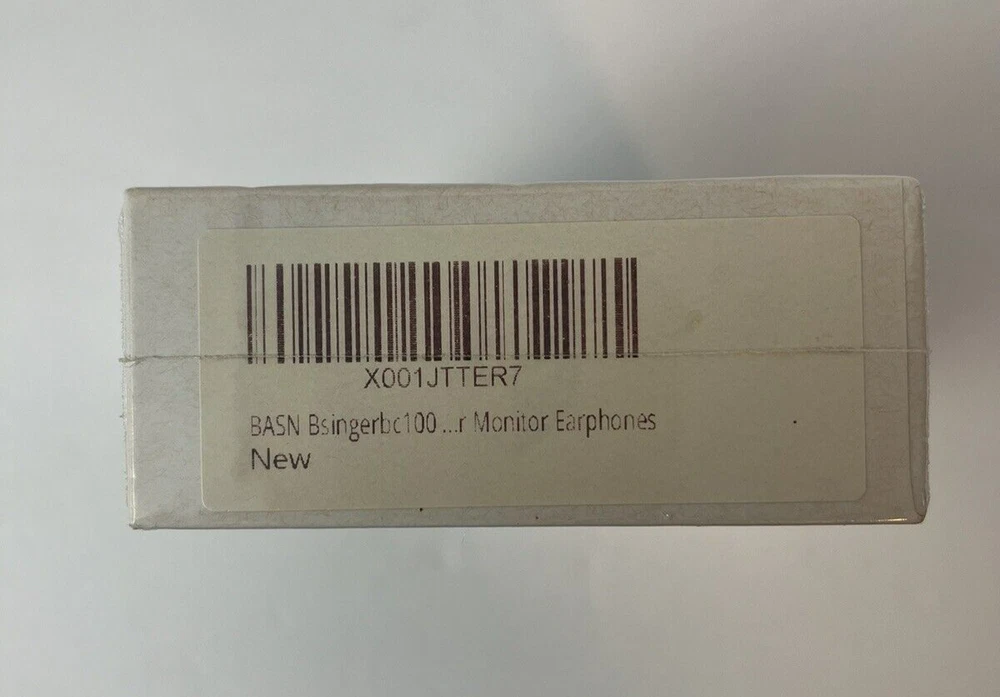 X001JTTER7
BASN Bsingerbc100 ...r Monitor Earphones
New